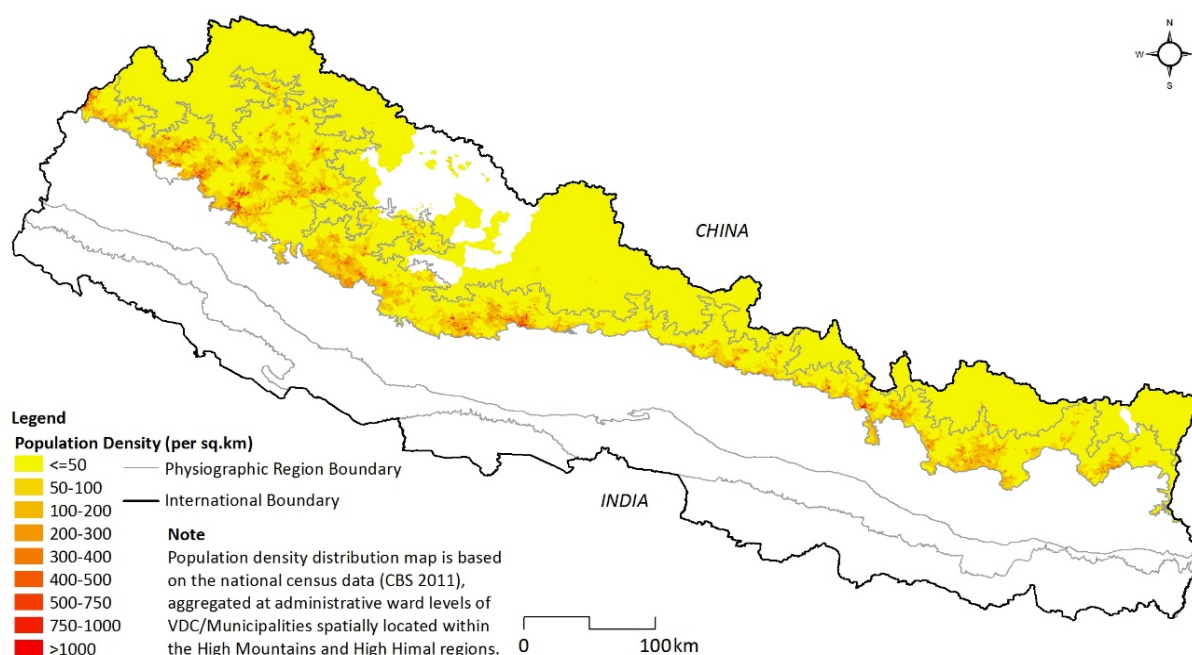 N
W
E
S
CHINA
INDIA
Legend
Population Density (per sq.km)
<=50
50-100
100-200
200-300
300-400
400-500
500-750
750-1000
>1000
Physiographic Region Boundary
International Boundary
Note
Population density distribution map is based
on the national census data (CBS 2011),
aggregated at administrative ward levels of
VDC/Municipalities spatially located within
the High Mountains and High Himal regions.
0
100km